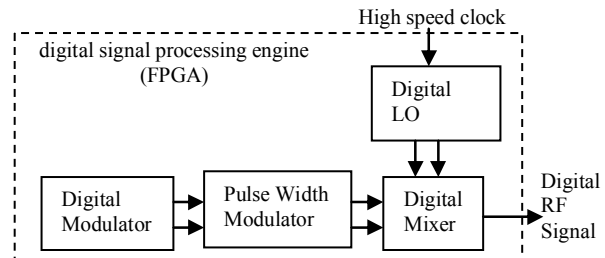 High speed clock
digital signal processing engine
(FPGA)
Digital
LO
Digital
Modulator
Pulse Width
Modulator
Digital
Mixer
Digital
RF
Signal